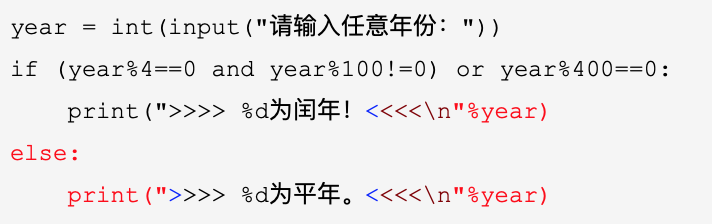 year = int(input("请输入任意年份："))
if (year%4==0 and year%100!=0) or year%400==0:
    print(">>>> %d为闰年！<<<<\n"%year)
else:
    print(">>>> %d为平年。<<<<\n"%year)